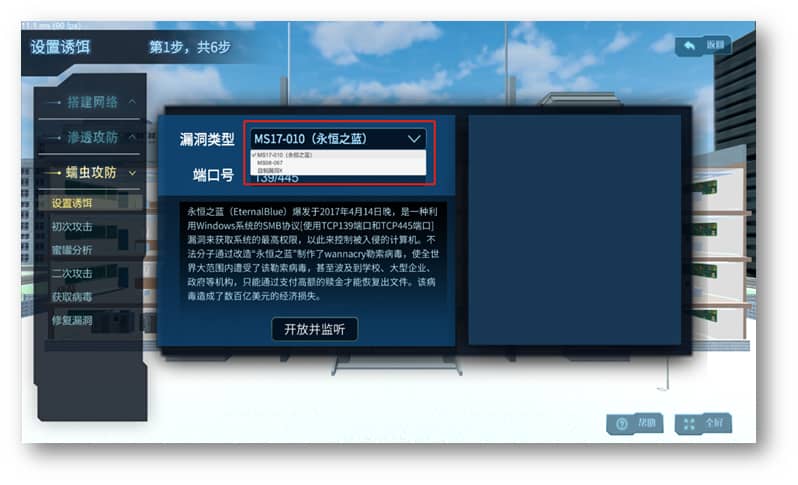 11.1 ms (90 fps)
设置诱饵
第1步，共6步
返回
搭建网络
渗透攻防
蠕虫攻防
设置诱饵
初次攻击
蜜罐分析
二次攻击
获取病毒
修复漏洞
漏洞类型
MS17-010（永恒之蓝）
✓MS17-010（永恒之蓝）
MS08-067
自制漏洞X
端口号
139/445
永恒之蓝（EternalBlue）爆发于2017年4月14日晚，是一种利
用Windows系统的SMB协议[使用TCP139端口和TCP445端口]
漏洞来获取系统的最高权限，以此来控制被入侵的计算机。不
法分子通过改造“永恒之蓝”制作了wannacry勒索病毒，使全世
界大范围内遭受了该勒索病毒，甚至波及到学校、大型企业、
政府等机构，只能通过支付高额的赎金才能恢复出文件。该病
毒造成了数百亿美元的经济损失。
开放并监听
帮助
全屏